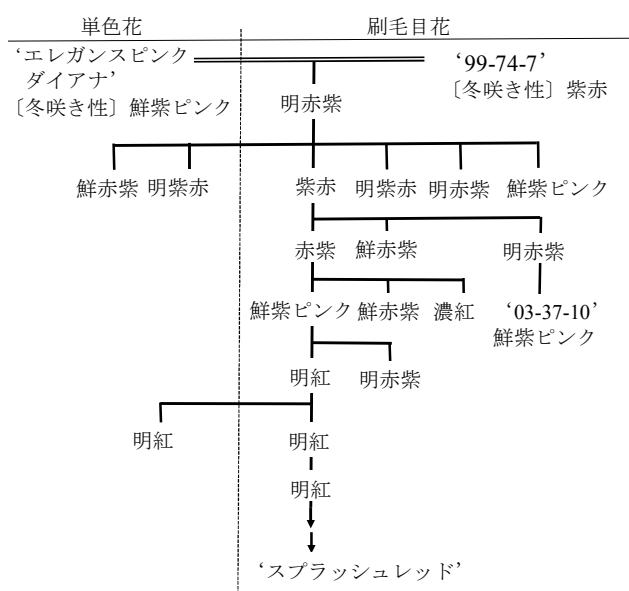 単色花 刷毛目花
‘エレガンスピンク
ダイアナ’
〔冬咲き性〕鮮紫ピンク
‘99-74-7’
〔冬咲き性〕紫赤
明赤紫
鮮赤紫 明紫赤 紫赤 明紫赤 明赤紫 鮮紫ピンク
赤紫 鮮赤紫 明赤紫
鮮紫ピンク 鮮赤紫 濃紅 ‘03-37-10’
鮮紫ピンク
明紅 明赤紫
明紅 明紅
明紅
‘スプラッシュレッド’